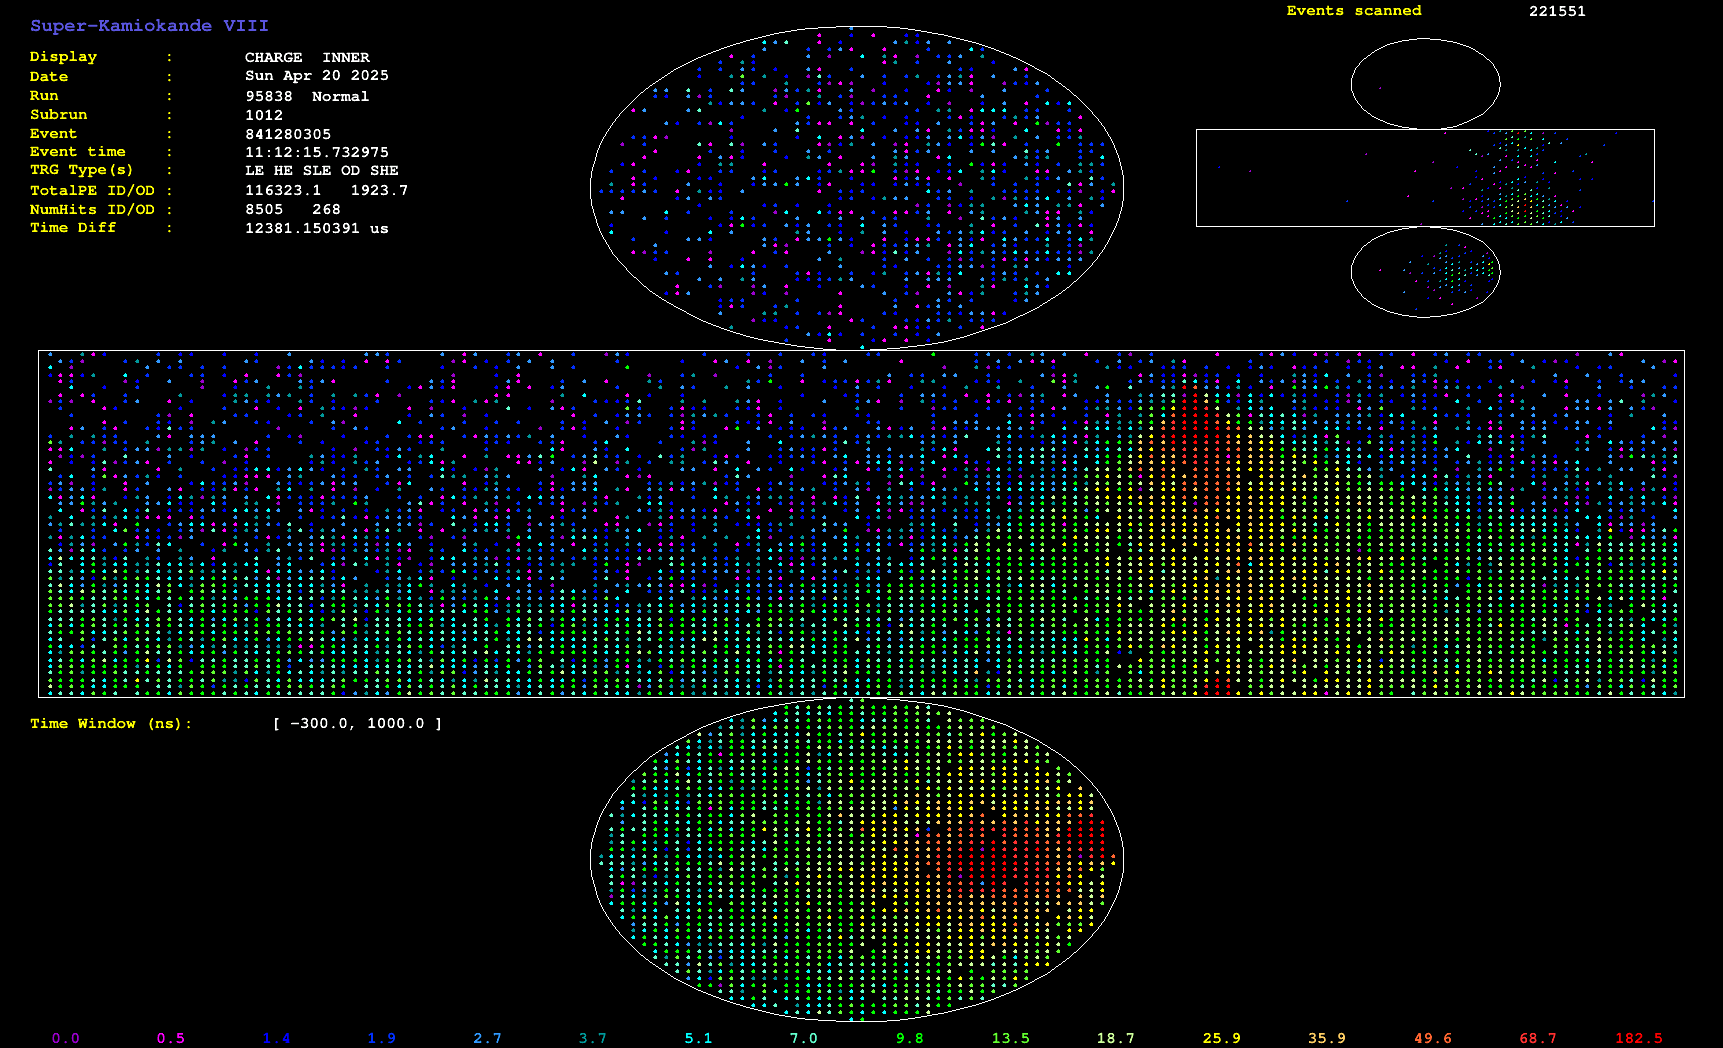 Super-Kamiokande VIII
Events scanned 221551
Display : CHARGE INNER
Date : Sun Apr 20 2025
Run : 95838 Normal
Subrun : 1012
Event : 841280305
Event time : 11:12:15.732975
TRG Type(s) : LE HE SLE OD SHE
TotalPE ID/OD : 116323.1 1923.7
NumHits ID/OD : 8505 268
Time Diff : 12381.150391 us
Time Window (ns): [ -300.0, 1000.0 ]
0.0 0.5 1.4 1.9 2.7 3.7 5.1 7.0 9.8 13.5 18.7 25.9 35.9 49.6 68.7 182.5